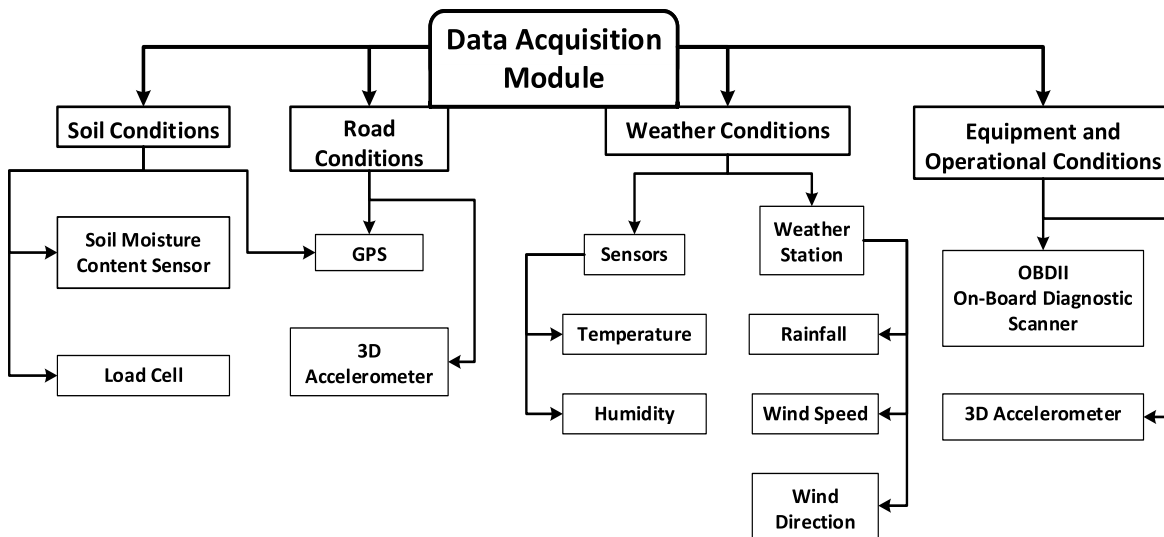 Data Acquisition
Module
Soil Conditions
Road
Conditions
Weather Conditions
Equipment and
Operational Conditions
Soil Moisture
Content Sensor
GPS
Sensors
Weather
Station
OBDII
On-Board Diagnostic
Scanner
Load Cell
3D
Accelerometer
Temperature
Rainfall
Humidity
Wind Speed
3D Accelerometer
Wind
Direction